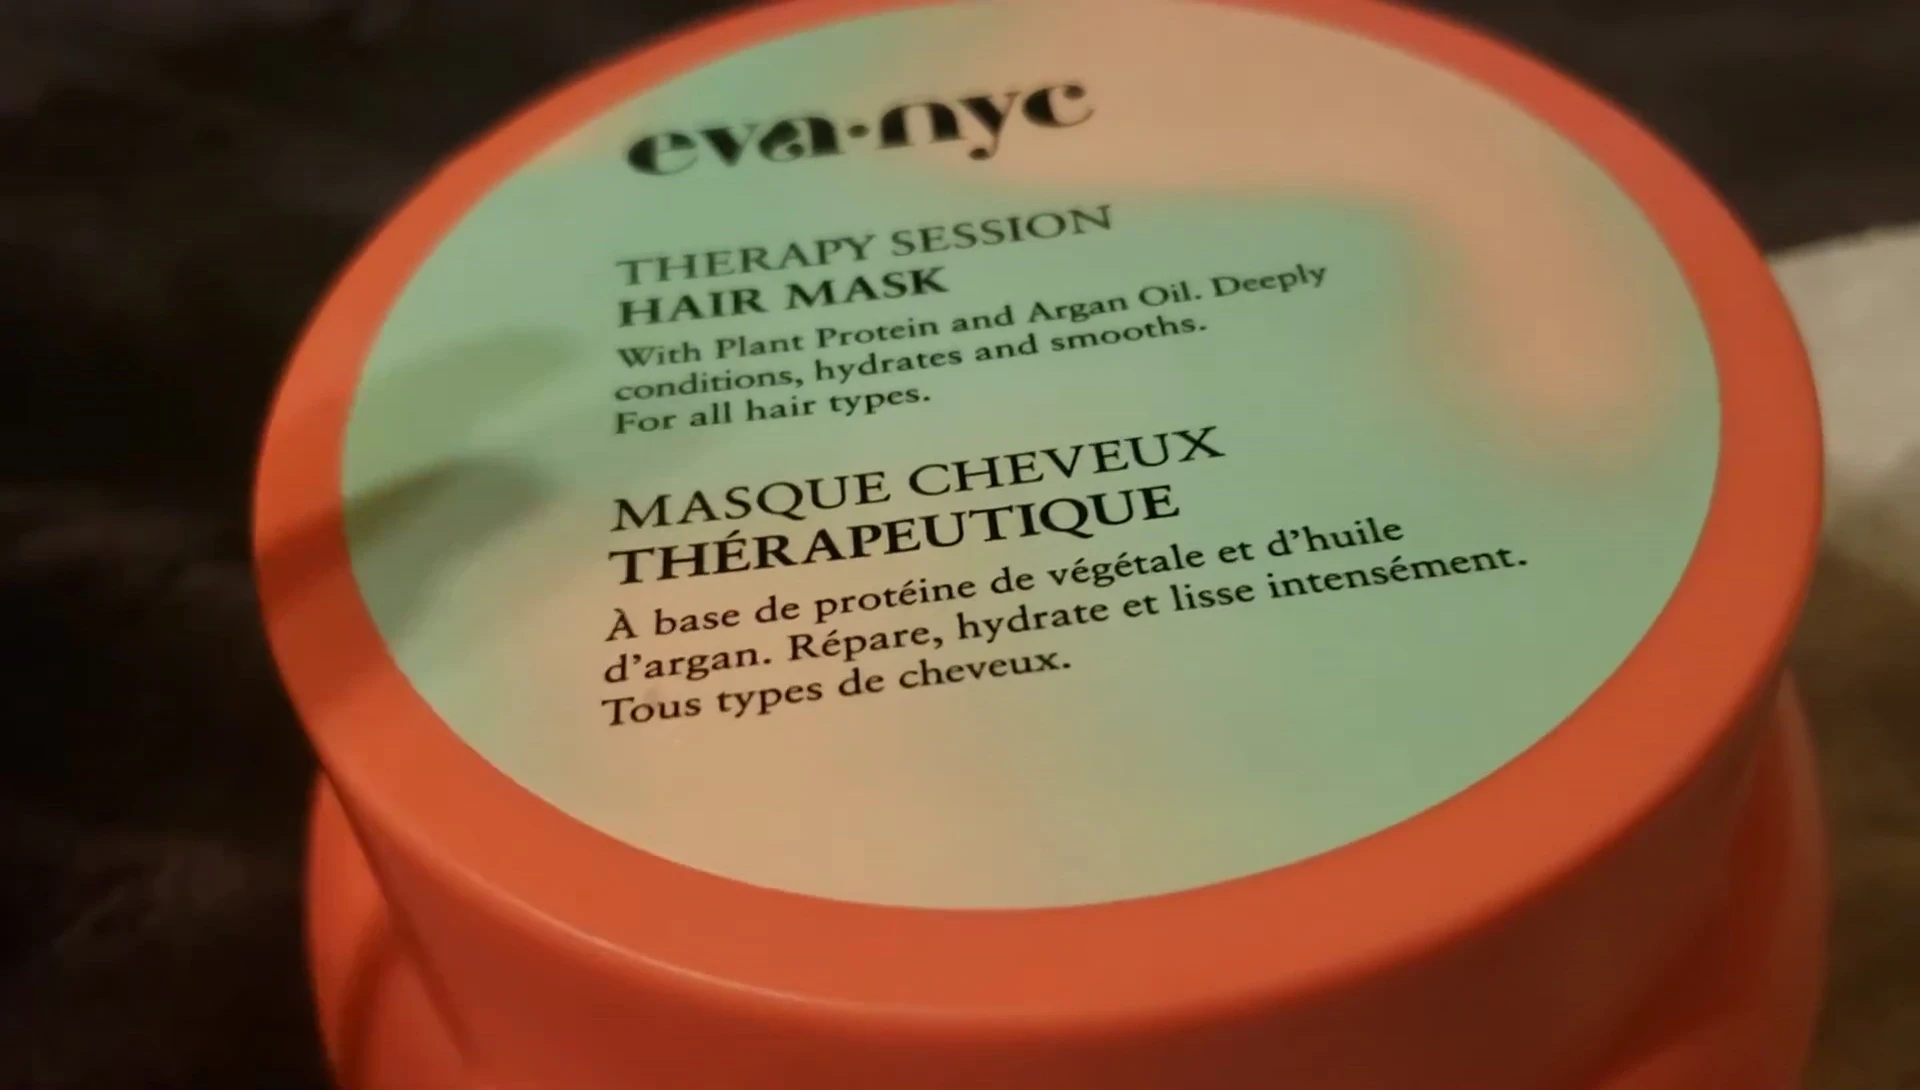 eva·nyc
THERAPY SESSION
HAIR MASK
With Plant Protein and Argan Oil. Deeply
conditions, hydrates and smooths.
For all hair types.
MASQUE CHEVEUX
THÉRAPEUTIQUE
À base de protéine de végétale et d'huile
d'argan. Répare, hydrate et lisse intensément.
Tous types de cheveux.